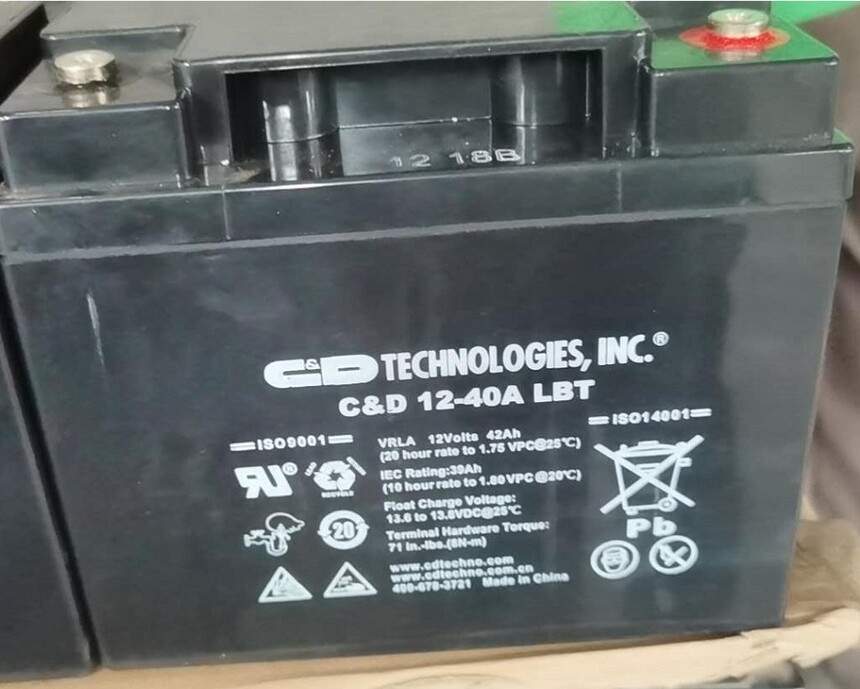 12 18B
C&D TECHNOLOGIES, INC.®
C&D 12-40A LBT
ISO9001
ISO14001
VRLA 12Volts 42Ah
(20 hour rate to 1.75 VPC@25°C)
IEC Rating:39Ah
(10 hour rate to 1.80VPC@20°C)
Float Charge Voltage:
13.6 to 13.8VDC@25°C
Terminal Hardware Torque:
71 in.-lbs.(8N-m)
www.cdtechno.com
www.cdtechno.com.cn
400-678-3721 Made in China
RECYCLE
20
Pb